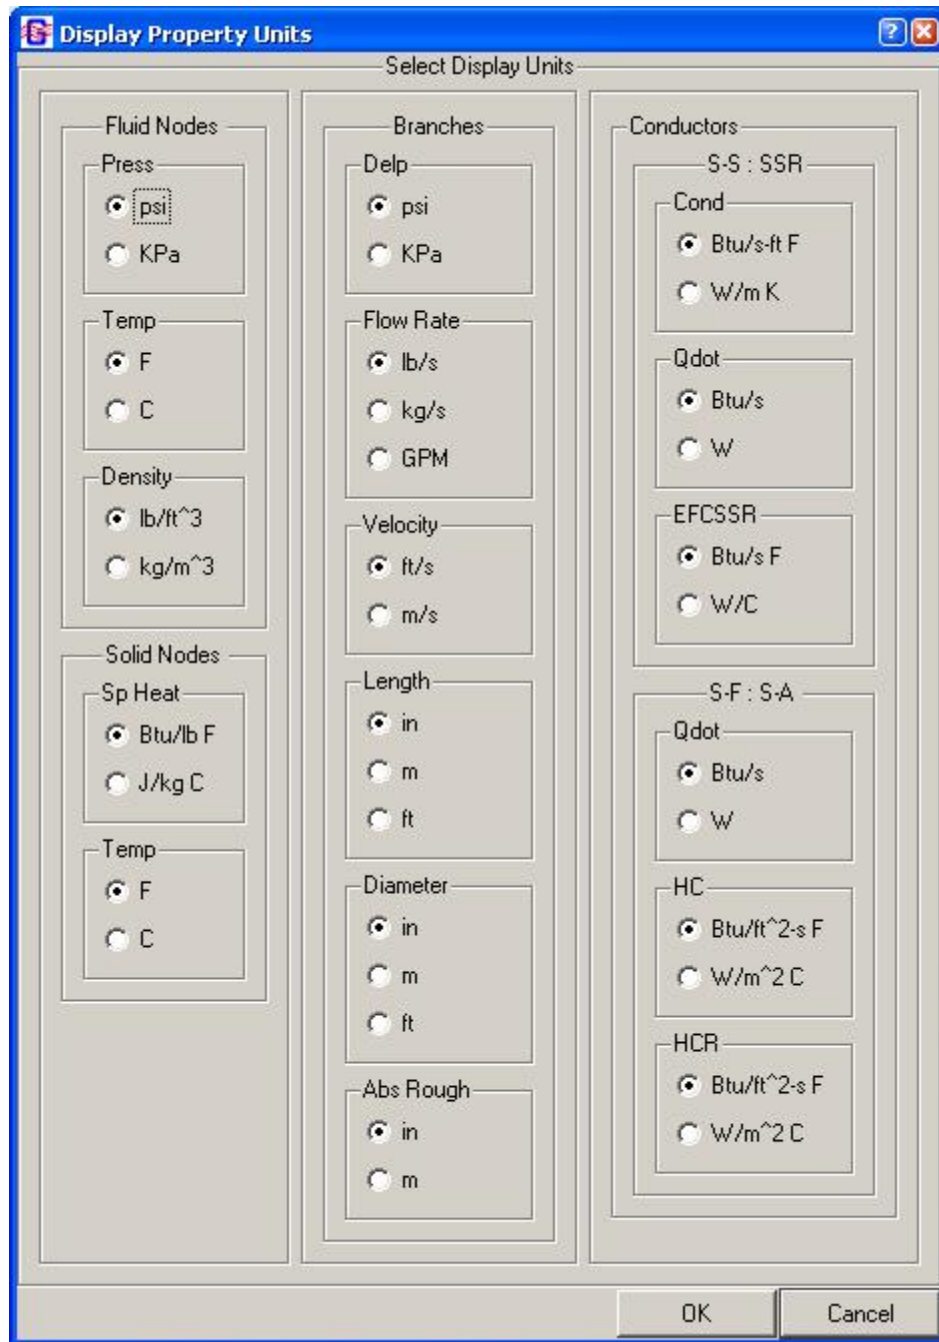 Display Property Units
Select Display Units
Fluid Nodes
Press
psi
KPa
Temp
F
C
Density
lb/ft^3
kg/m^3
Solid Nodes
Sp Heat
Btu/lb F
J/kg C
Temp
F
C
Branches
Delp
psi
KPa
Flow Rate
lb/s
kg/s
GPM
Velocity
ft/s
m/s
Length
in
m
ft
Diameter
in
m
ft
Abs Rough
in
m
Conductors
S-S : SSR
Cond
Btu/s-ft F
W/m K
Qdot
Btu/s
W
EFCSSR
Btu/s F
W/C
S-F : S-A
Qdot
Btu/s
W
HC
Btu/ft^2-s F
W/m^2 C
HCR
Btu/ft^2-s F
W/m^2 C
OK
Cancel